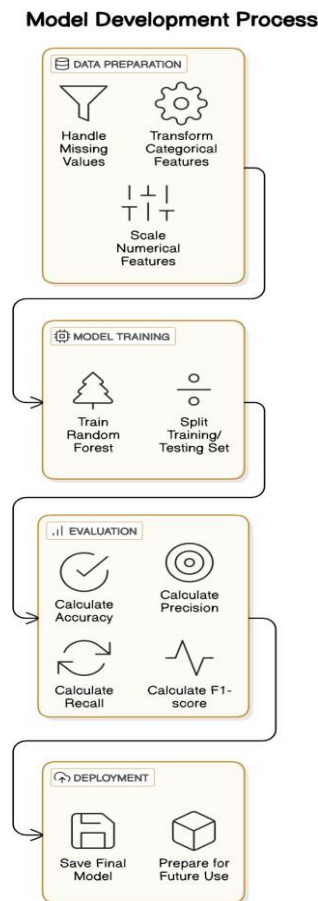 Model Development Process
DATA PREPARATION
Handle
Missing
Values
Transform
Categorical
Features
Scale
Numerical
Features
MODEL TRAINING
Train
Random
Forest
Split
Training/
Testing Set
EVALUATION
Calculate
Accuracy
Calculate
Precision
Calculate
Recall
Calculate F1-
score
DEPLOYMENT
Save Final
Model
Prepare for
Future Use